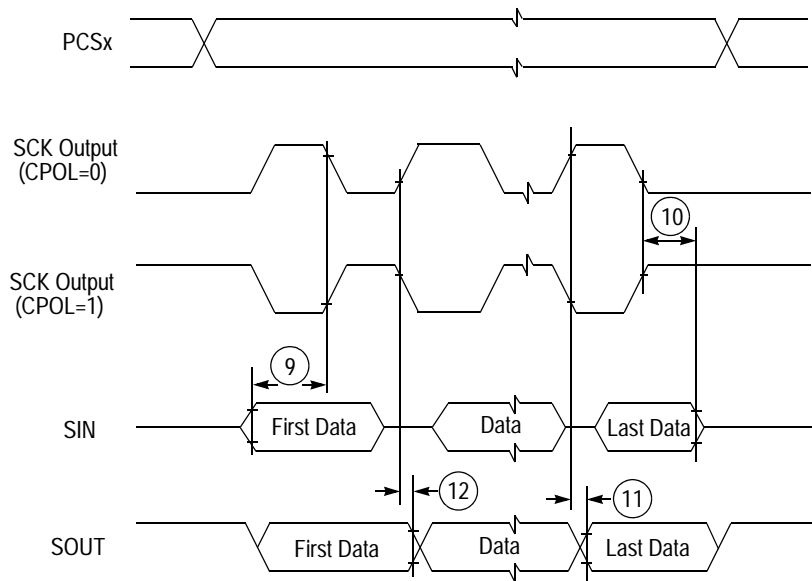 PCSx
SCK Output
(CPOL=0)
10
SCK Output
(CPOL=1)
9
SIN
First Data
Data
Last Data
12
11
SOUT
First Data
Data
Last Data